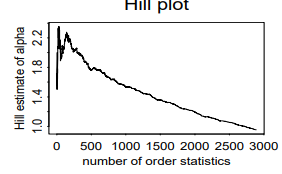 Hill plot
Hill estimate of alpha
2.2
1.8
1.4
1.0
0 500 1000 1500 2000 2500 3000
number of order statistics